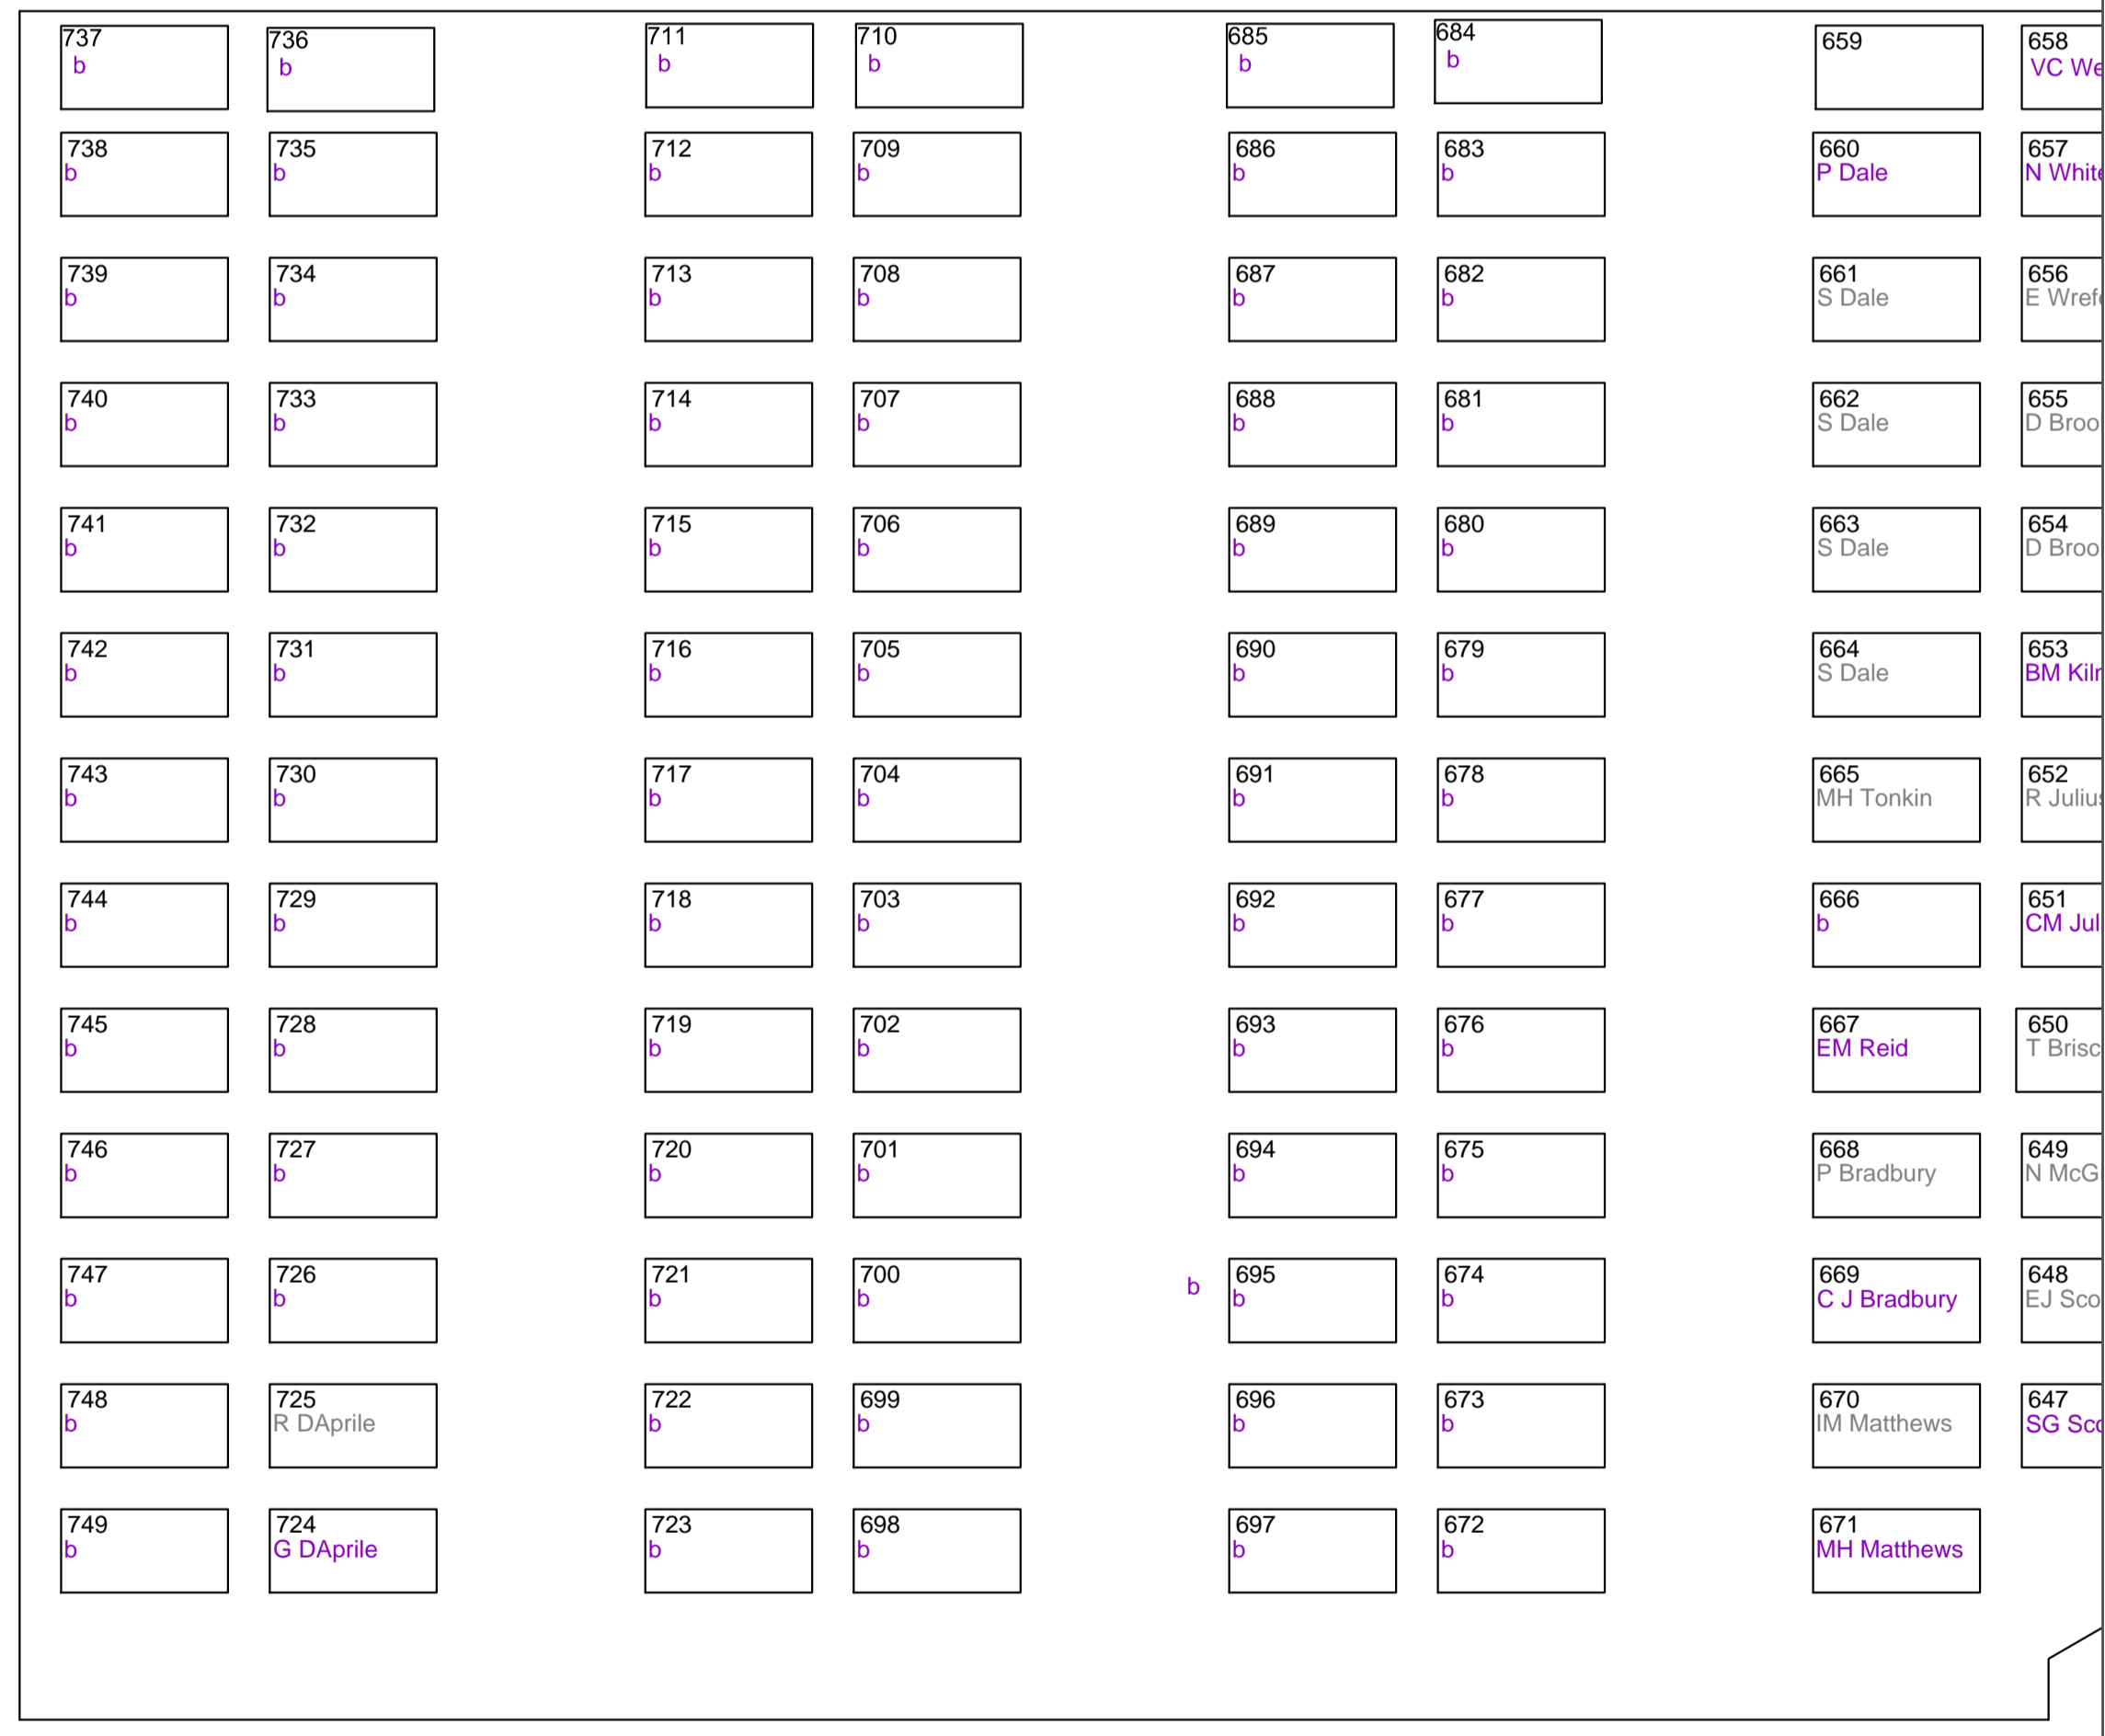 737
b
736
b
711
b
710
b
685
b
684
b
659
658
VC We
738
b
735
b
712
b
709
b
686
b
683
b
660
P Dale
657
N White
739
b
734
b
713
b
708
b
687
b
682
b
661
S Dale
656
E Wrefo
740
b
733
b
714
b
707
b
688
b
681
b
662
S Dale
655
D Broo
741
b
732
b
715
b
706
b
689
b
680
b
663
S Dale
654
D Broo
742
b
731
b
716
b
705
b
690
b
679
b
664
S Dale
653
BM Kil
743
b
730
b
717
b
704
b
691
b
678
b
665
MH Tonkin
652
R Julius
744
b
729
b
718
b
703
b
692
b
677
b
666
b
651
CM Jul
745
b
728
b
719
b
702
b
693
b
676
b
667
EM Reid
650
T Brisc
746
b
727
b
720
b
701
b
694
b
675
b
668
P Bradbury
649
N McG
747
b
726
b
721
b
700
b
b
695
b
674
b
669
C J Bradbury
648
EJ Sco
748
b
725
R DAprile
722
b
699
b
696
b
673
b
670
IM Matthews
647
SG Sco
749
b
724
G DAprile
723
b
698
b
697
b
672
b
671
MH Matthews